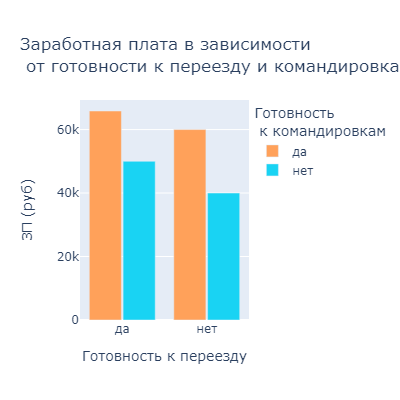 Заработная плата в зависимости
от готовности к переезду и командировка
Готовность
к командировкам
да
нет
60k
40k
20k
0
ЗП (руб)
да
нет
Готовность к переезду